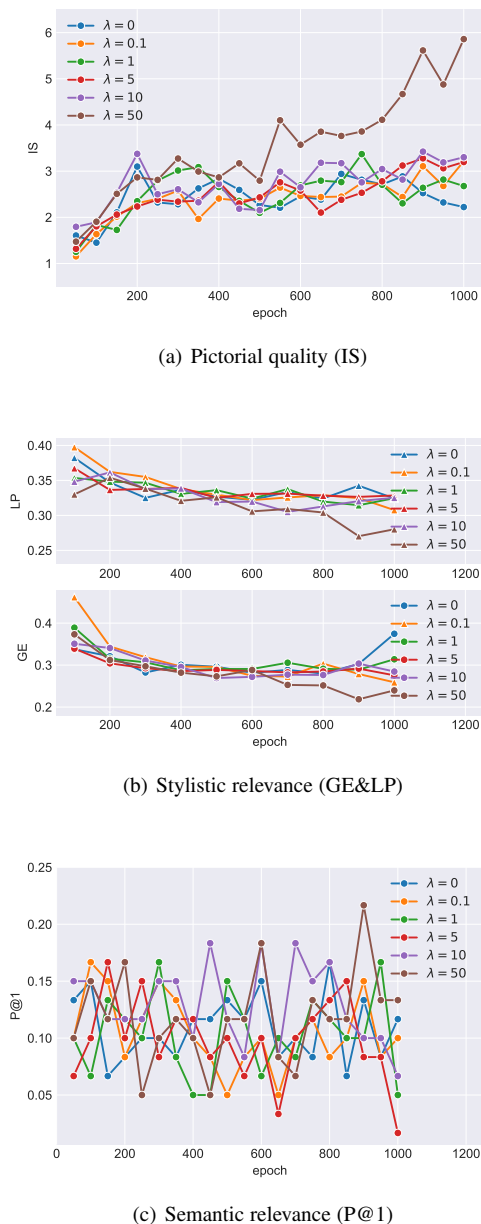 6
5
4
3
2
1
IS
λ = 0
λ = 0.1
λ = 1
λ = 5
λ = 10
λ = 50
200 400 600 800 1000
epoch
(a) Pictorial quality (IS)
0.40
0.35
0.30
0.25
LP
λ = 0
λ = 0.1
λ = 1
λ = 5
λ = 10
λ = 50
200 400 600 800 1000 1200
0.4
0.3
0.2
GE
λ = 0
λ = 0.1
λ = 1
λ = 5
λ = 10
λ = 50
200 400 600 800 1000 1200
epoch
(b) Stylistic relevance (GE&LP)
0.25
0.20
0.15
0.10
0.05
P@1
λ = 0
λ = 0.1
λ = 1
λ = 5
λ = 10
λ = 50
0 200 400 600 800 1000 1200
epoch
(c) Semantic relevance (P@1)